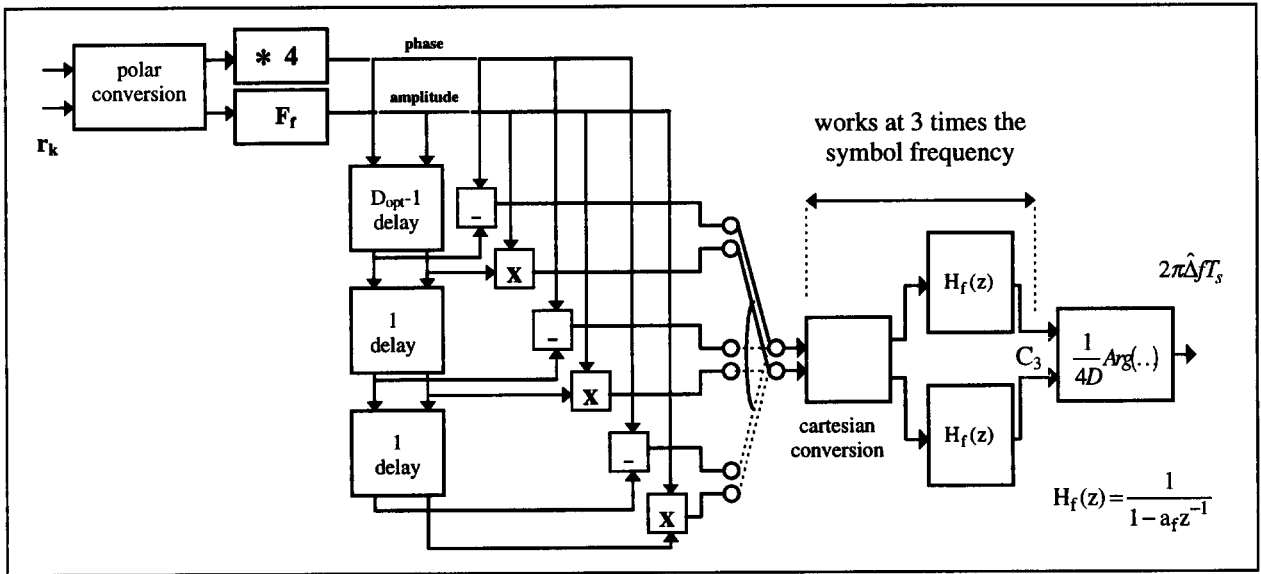 polar
conversion
r_k
* 4
F_f
phase
amplitude
D_opt-1
delay
-
X
1
delay
-
X
1
delay
-
X
works at 3 times the
symbol frequency
cartesian
conversion
H_f(z)
H_f(z)
C_3
2πΔ̂fT_s
1/4D Arg(..)
H_f(z) = 1/(1 - a_f z^-1)